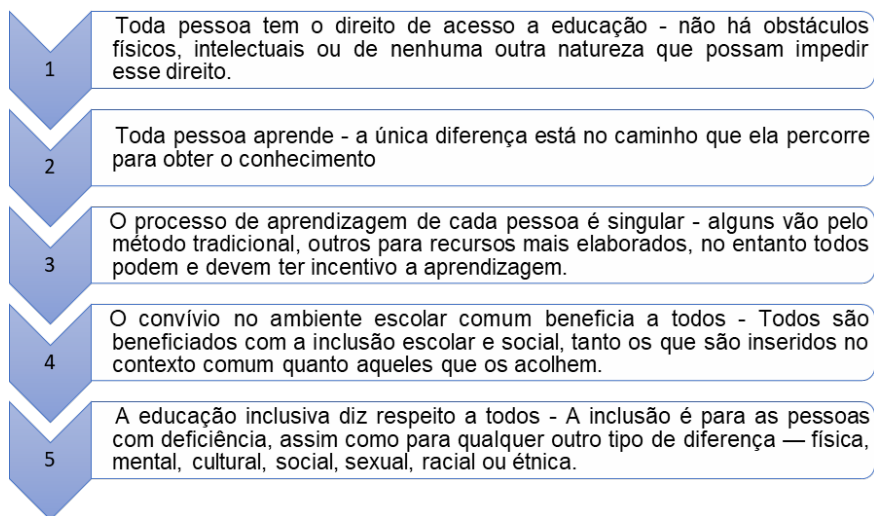 1
Toda pessoa tem o direito de acesso a educação - não há obstáculos
físicos, intelectuais ou de nenhuma outra natureza que possam impedir
esse direito.
2
Toda pessoa aprende - a única diferença está no caminho que ela percorre
para obter o conhecimento
3
O processo de aprendizagem de cada pessoa é singular - alguns vão pelo
método tradicional, outros para recursos mais elaborados, no entanto todos
podem e devem ter incentivo a aprendizagem.
4
O convívio no ambiente escolar comum beneficia a todos - Todos são
beneficiados com a inclusão escolar e social, tanto os que são inseridos no
contexto comum quanto aqueles que os acolhem.
5
A educação inclusiva diz respeito a todos - A inclusão é para as pessoas
com deficiência, assim como para qualquer outro tipo de diferença — física,
mental, cultural, social, sexual, racial ou étnica.